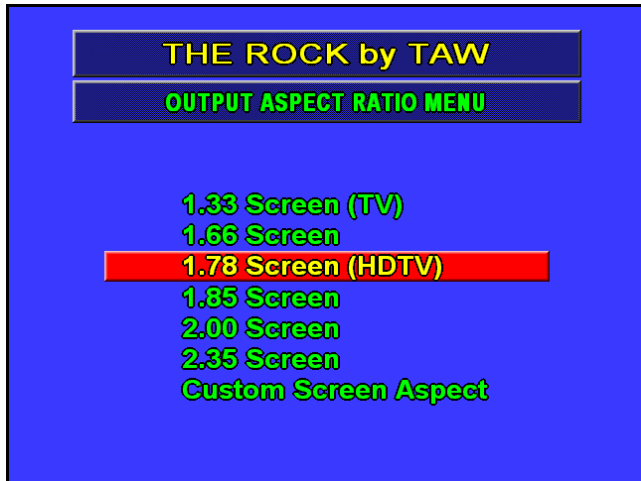 THE ROCK by TAW
OUTPUT ASPECT RATIO MENU
1.33 Screen (TV)
1.66 Screen
1.78 Screen (HDTV)
1.85 Screen
2.00 Screen
2.35 Screen
Custom Screen Aspect